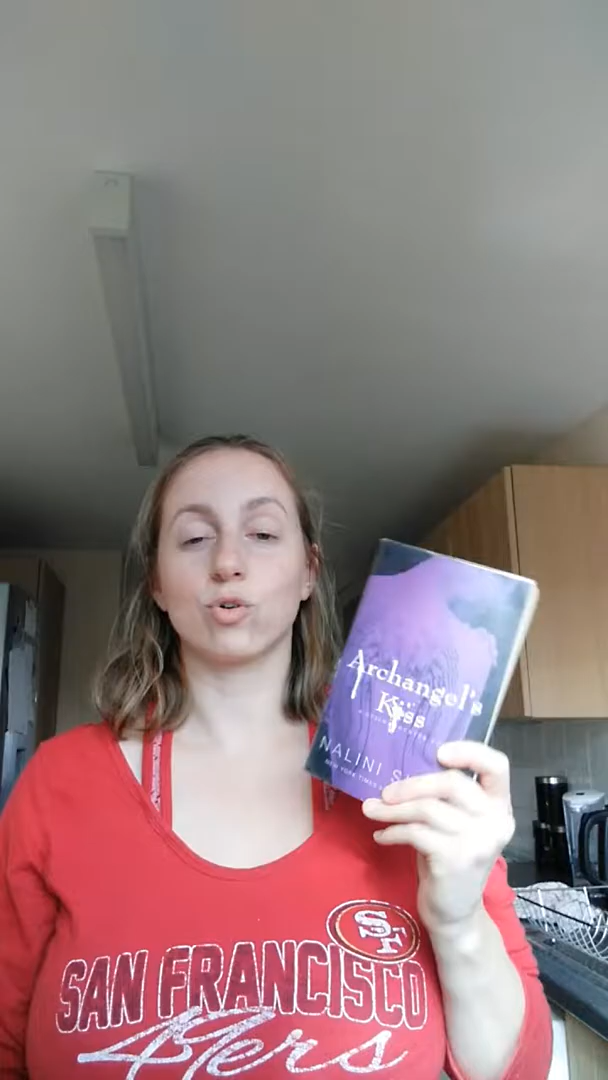 Archangel's
Kiss
NALINI
NEW YORK TIMES
SF
SAN FRANCISCO
49ers